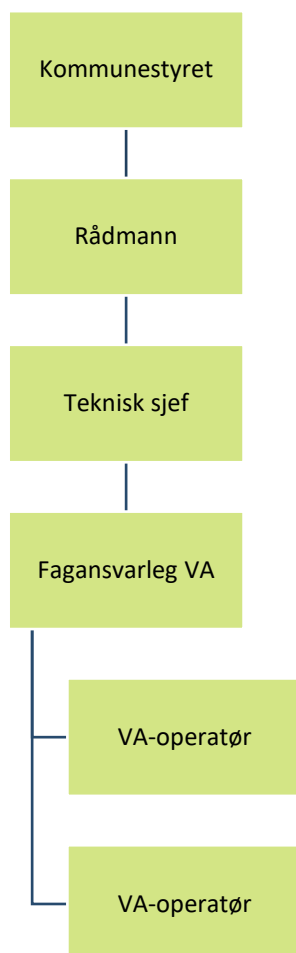 Kommunestyret
Rådmann
Teknisk sjef
Fagansvarleg VA
VA-operatør
VA-operatør